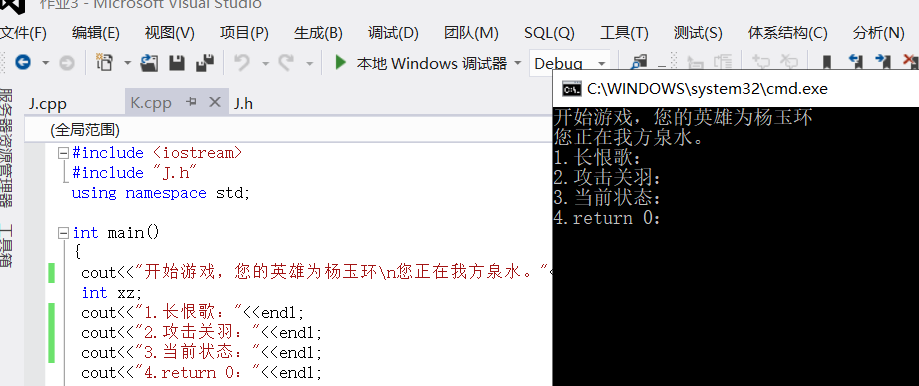 作业3 - Microsoft Visual Studio
文件(F) 编辑(E) 视图(V) 项目(P) 生成(B) 调试(D) 团队(M) SQL(Q) 工具(T) 测试(S) 体系结构(C) 分析(N)
本地 Windows 调试器 Debug
服务器资源管理器
工具箱
J.cpp K.cpp J.h
(全局范围)
#include <iostream>
#include "J.h"
using namespace std;
int main()
{
cout<<"开始游戏，您的英雄为杨玉环\n您正在我方泉水。"<
int xz;
cout<<"1.长恨歌："<<endl;
cout<<"2.攻击关羽："<<endl;
cout<<"3.当前状态："<<endl;
cout<<"4.return 0："<<endl;
C:\WINDOWS\system32\cmd.exe
开始游戏，您的英雄为杨玉环
您正在我方泉水。
1.长恨歌：
2.攻击关羽：
3.当前状态：
4.return 0：